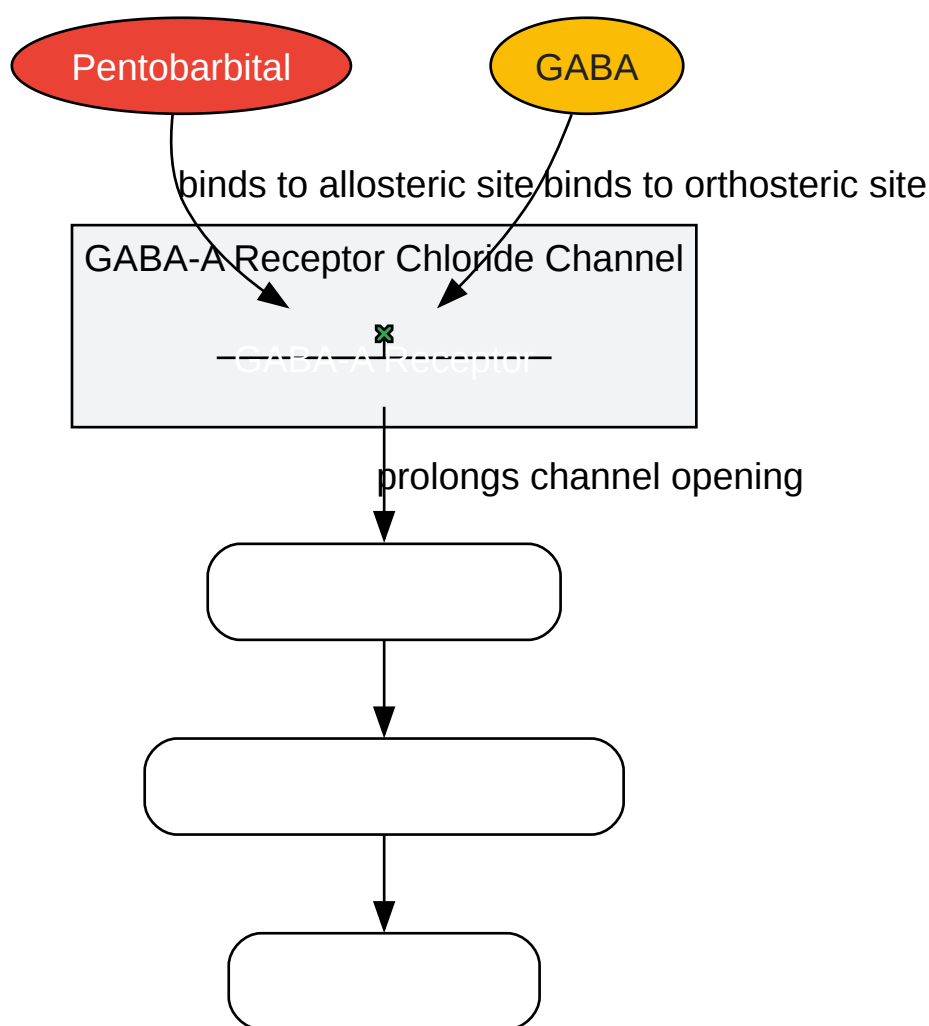 Pentobarbital
GABA
binds to allosteric site
binds to orthosteric site
GABA-A Receptor Chloride Channel
GABA-A Receptor
prolongs channel opening